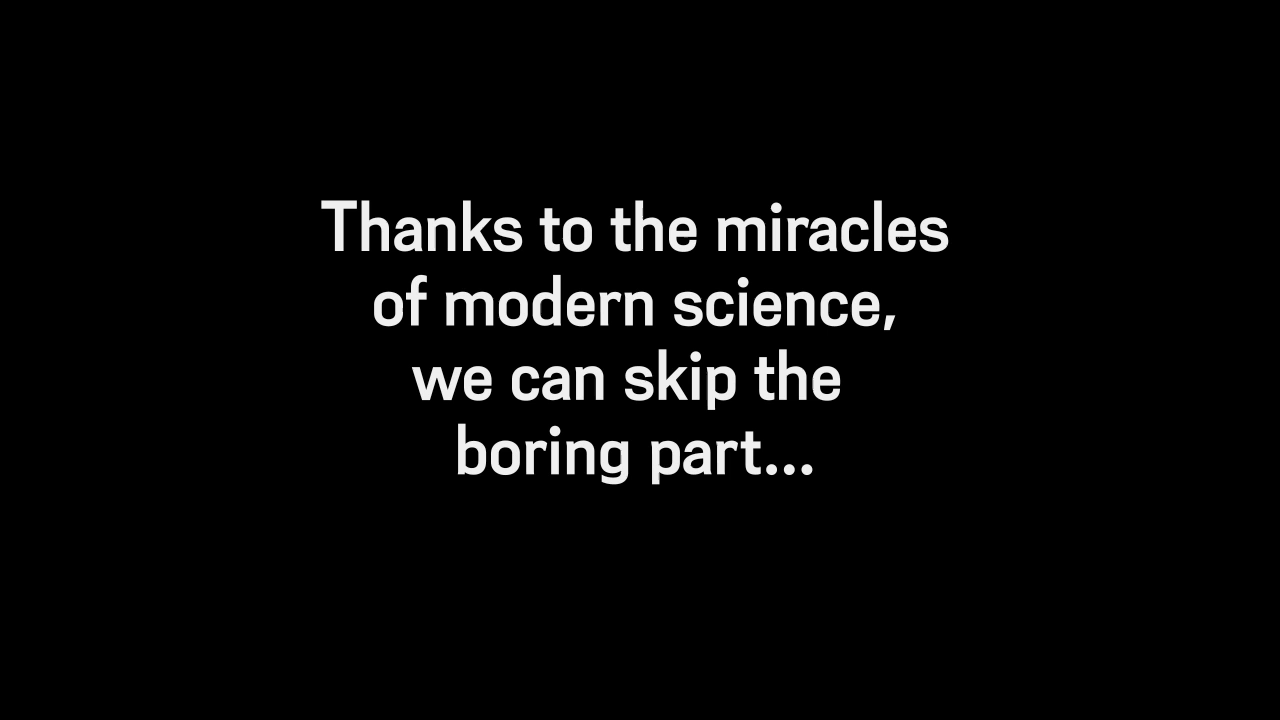 Thanks to the miracles
of modern science,
we can skip the
boring part...